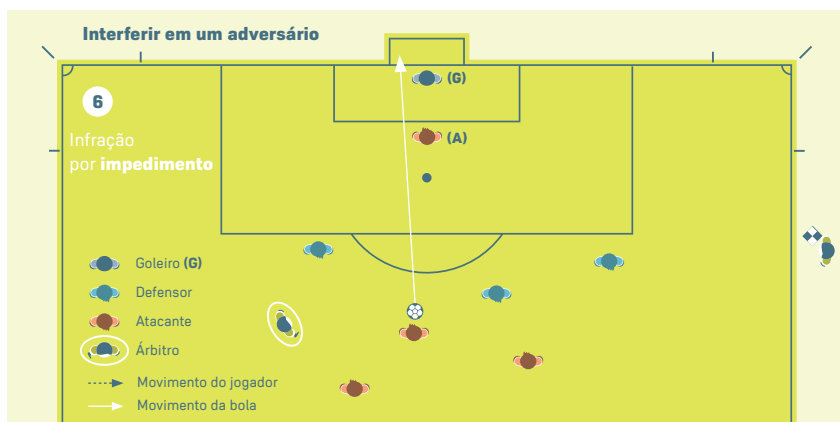 Interferir em um adversário
(G)
6
(A)
Infração
por impedimento
Goleiro (G)
Defensor
Atacante
Árbitro
Movimento do jogador
Movimento da bola